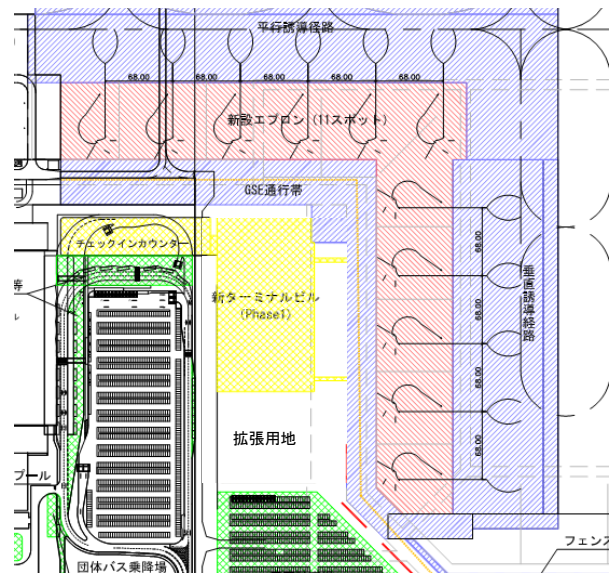 平行誘導径路
68.00 68.00 68.00 68.00 68.00
新設エプロン (11スポット)
GSE通行帯
68.00
チェックインカウンター
68.00
垂直誘導経路
等
ル
新ターミナルビル
(Phase1)
68.00
拡張用地
68.00
プール
団体バス乗降場
フェンス